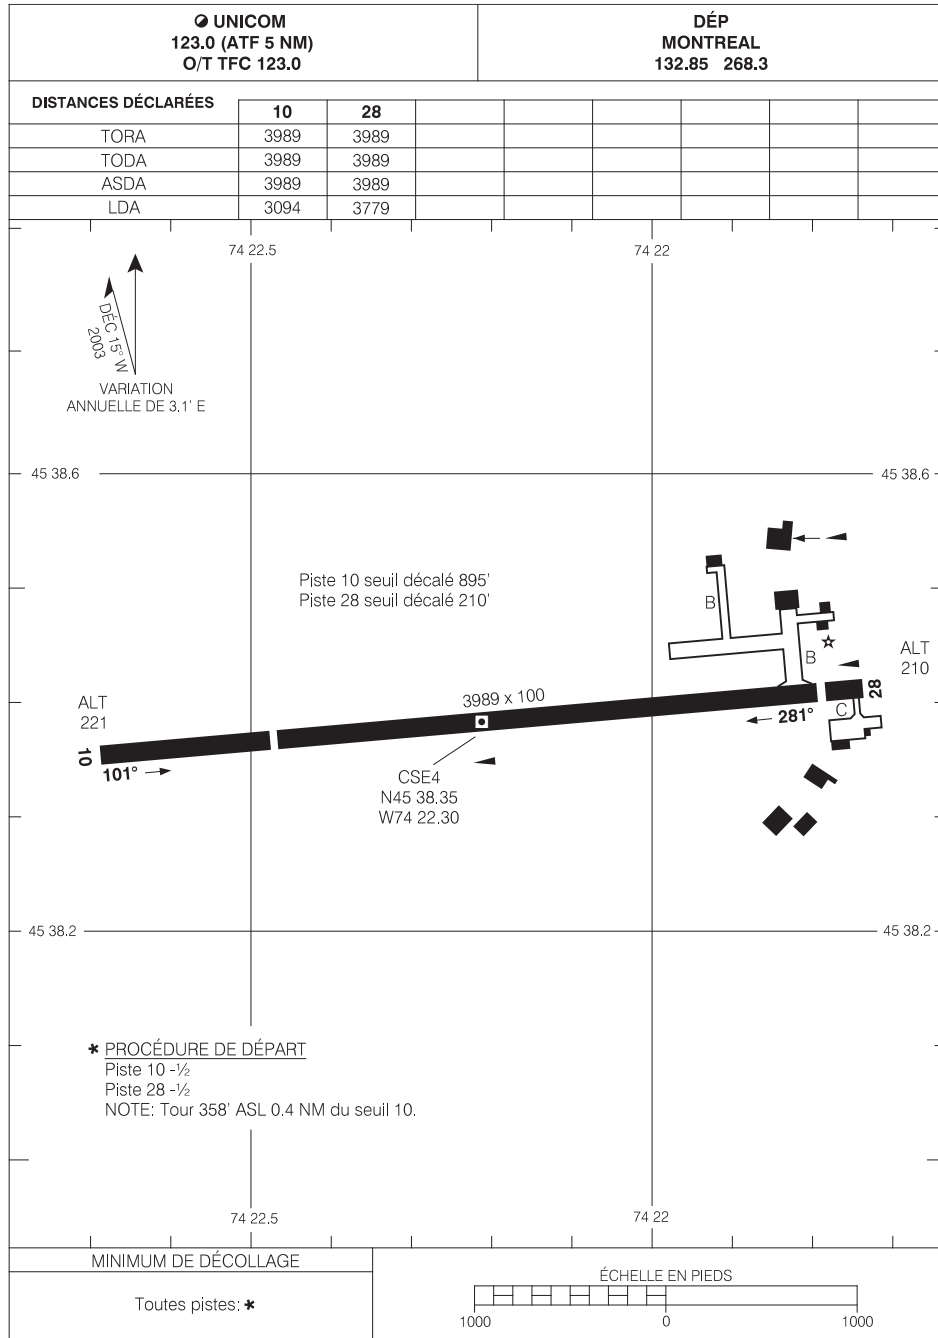 UNICOM
123.0 (ATF 5 NM)
O/T TFC 123.0
DÉP
MONTREAL
132.85 268.3
DISTANCES DÉCLARÉES
10 28
TORA 3989 3989
TODA 3989 3989
ASDA 3989 3989
LDA 3094 3779
74 22.5 74 22
DÉC 15° W
2003
VARIATION
ANNUELLE DE 3.1' E
45 38.6 45 38.6
Piste 10 seuil décalé 895'
Piste 28 seuil décalé 210'
B
B
ALT
210
28
C
ALT
221
3989 x 100
281°
10
101°
CSE4
N45 38.35
W74 22.30
45 38.2 45 38.2
* PROCÉDURE DE DÉPART
Piste 10 -½
Piste 28 -½
NOTE: Tour 358' ASL 0.4 NM du seuil 10.
74 22.5 74 22
MINIMUM DE DÉCOLLAGE
Toutes pistes: *
ÉCHELLE EN PIEDS
1000 0 1000